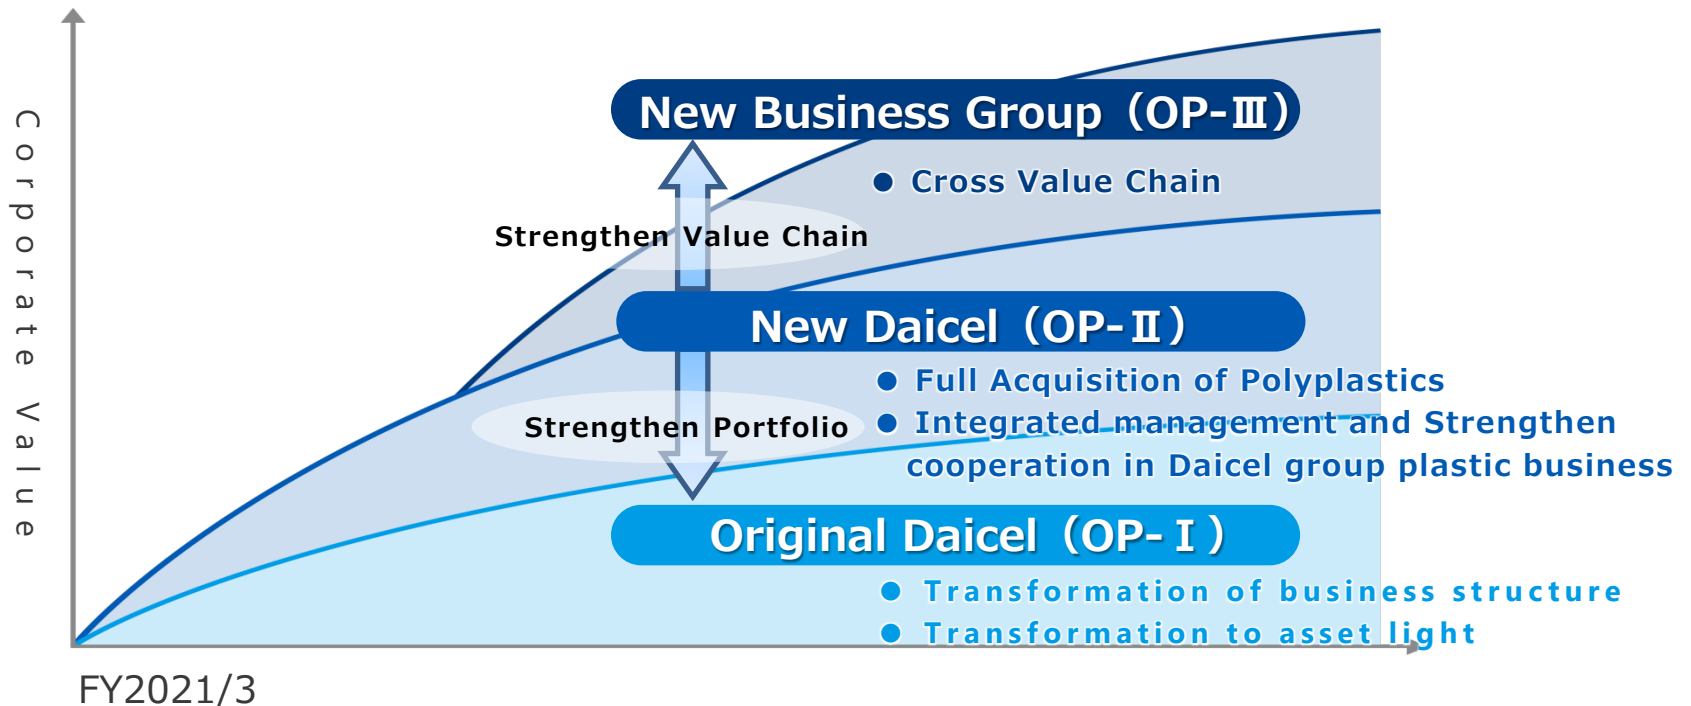 Corporate Value
New Business Group（OP-Ⅲ）
● Cross Value Chain
Strengthen Value Chain
New Daicel（OP-Ⅱ）
● Full Acquisition of Polyplastics
● Integrated management and Strengthen
cooperation in Daicel group plastic business
Strengthen Portfolio
Original Daicel（OP-Ⅰ）
● Transformation of business structure
● Transformation to asset light
FY2021/3